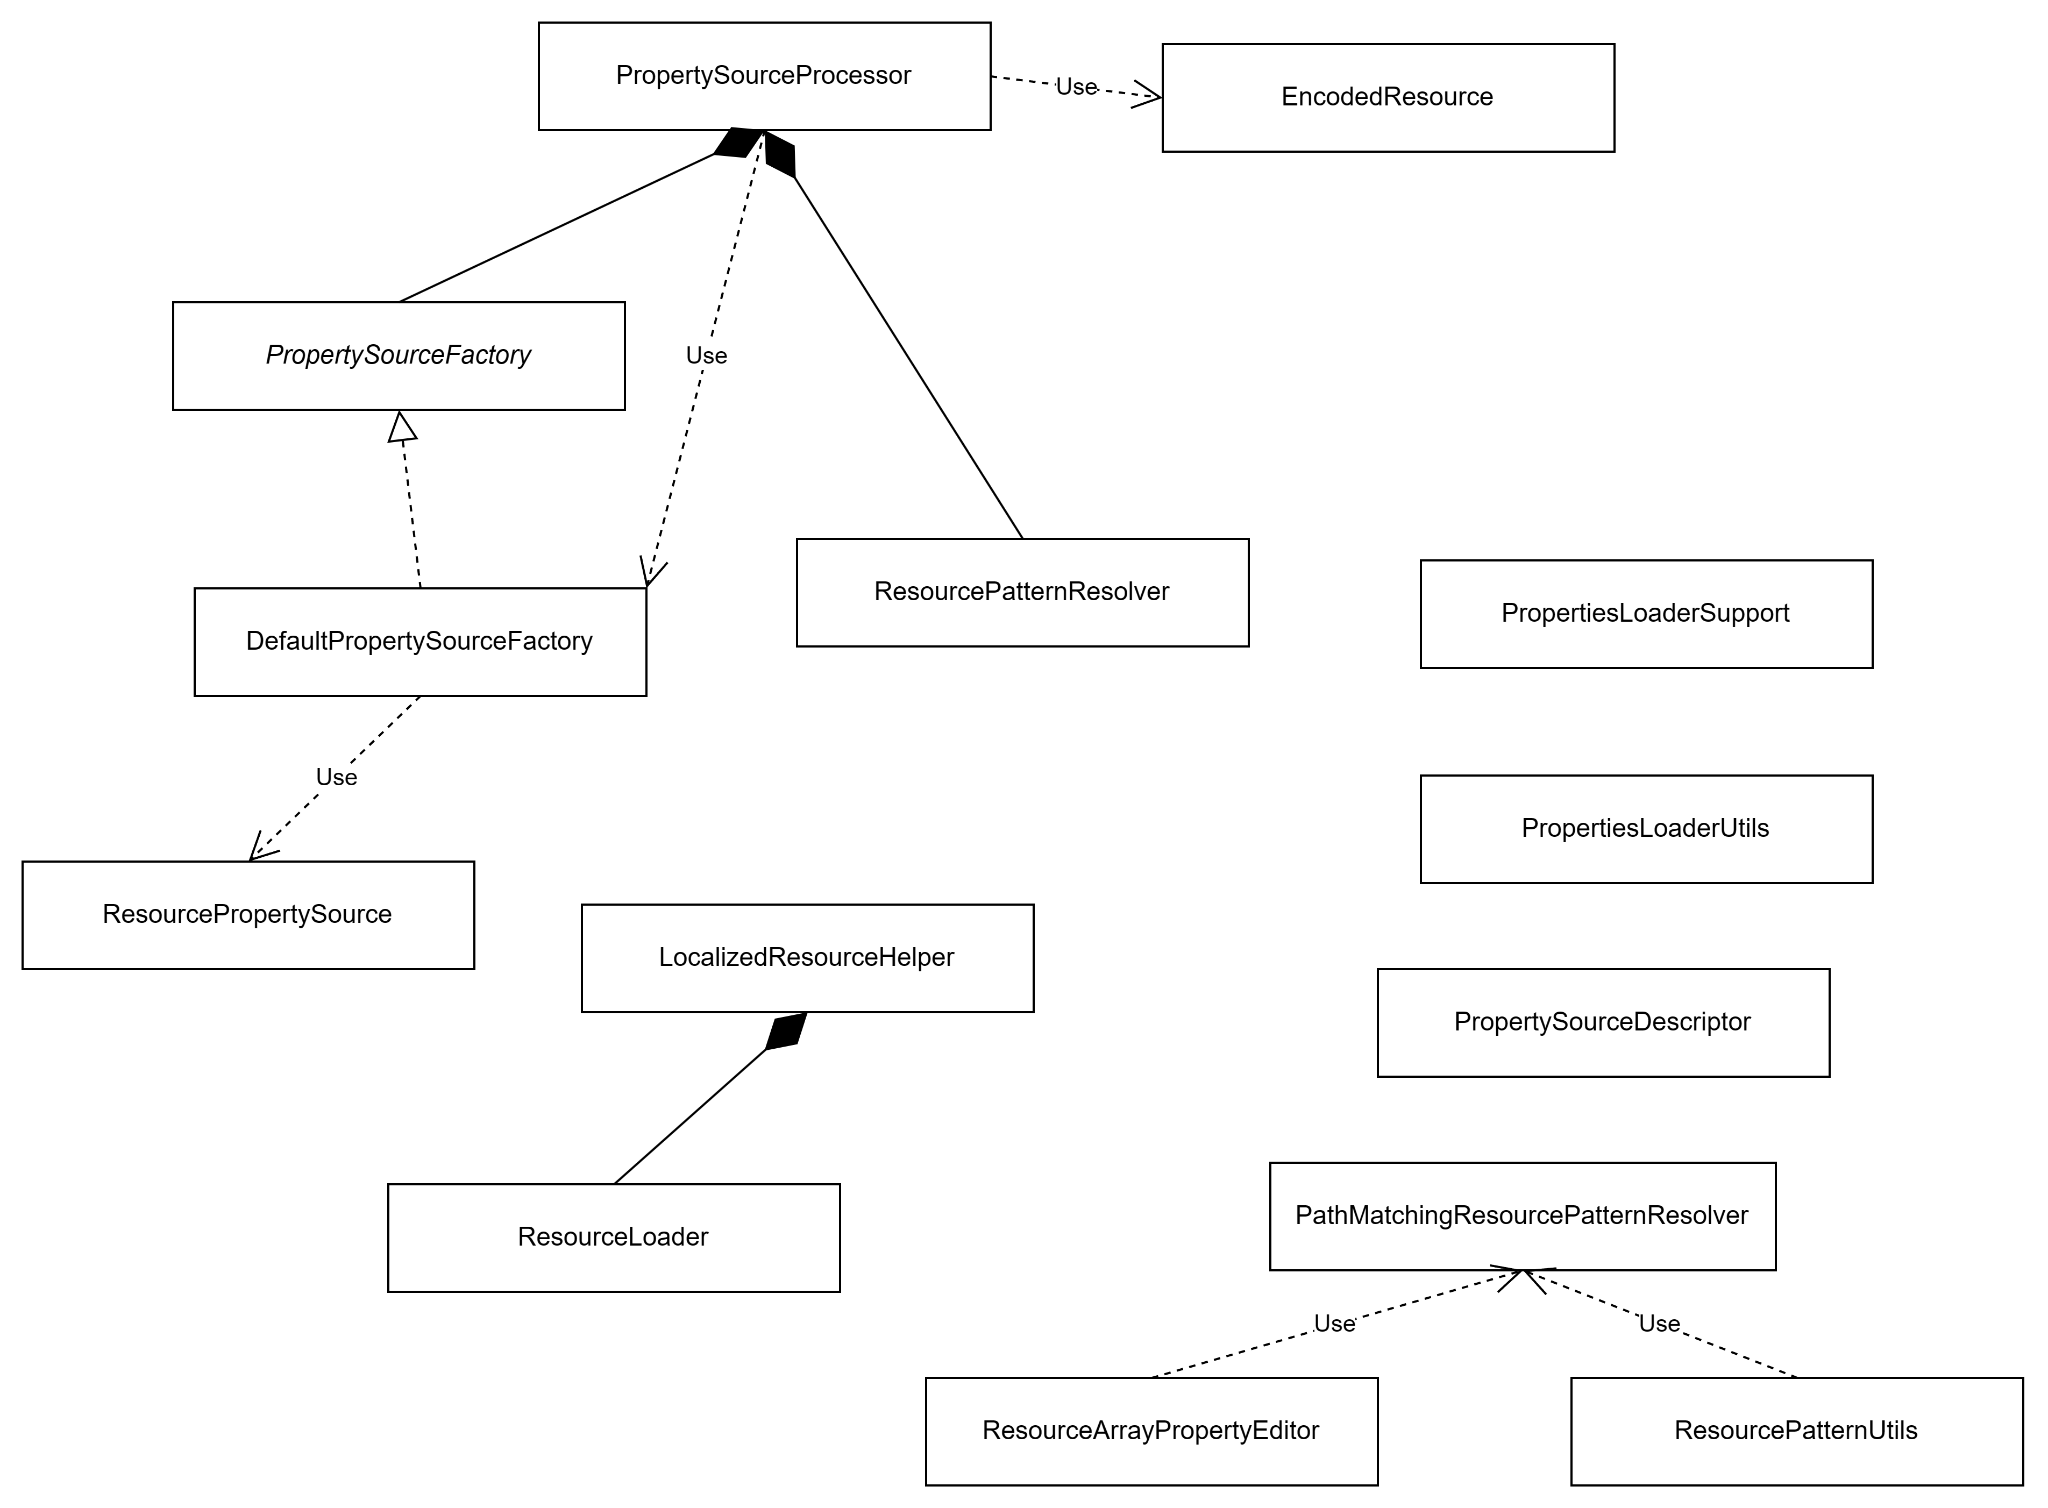 PropertySourceProcessor
Use
EncodedResource
PropertySourceFactory
Use
DefaultPropertySourceFactory
ResourcePatternResolver
PropertiesLoaderSupport
Use
PropertiesLoaderUtils
ResourcePropertySource
LocalizedResourceHelper
PropertySourceDescriptor
ResourceLoader
PathMatchingResourcePatternResolver
Use
Use
ResourceArrayPropertyEditor
ResourcePatternUtils